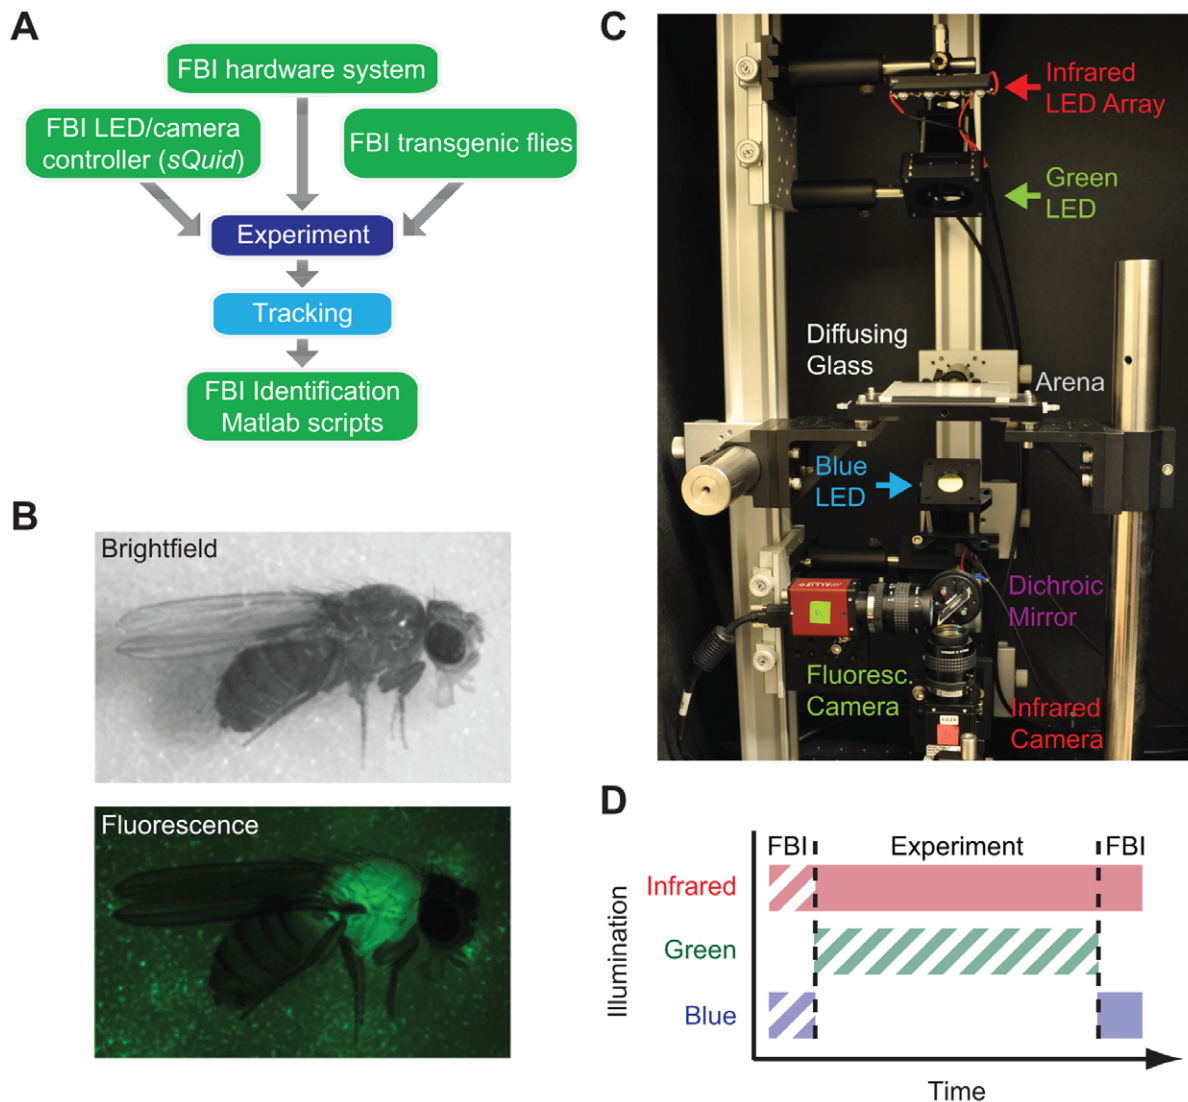 A
FBI hardware system
FBI LED/camera
controller (sQuid)
FBI transgenic flies
Experiment
Tracking
FBI Identification
Matlab scripts
B
Brightfield
Fluorescence
C
Infrared
LED Array
Green
LED
Diffusing
Glass
Arena
Blue
LED
Dichroic
Mirror
Fluoresc.
Camera
Infrared
Camera
D
FBI
Experiment
FBI
Infrared
Green
Blue
Illumination
Time